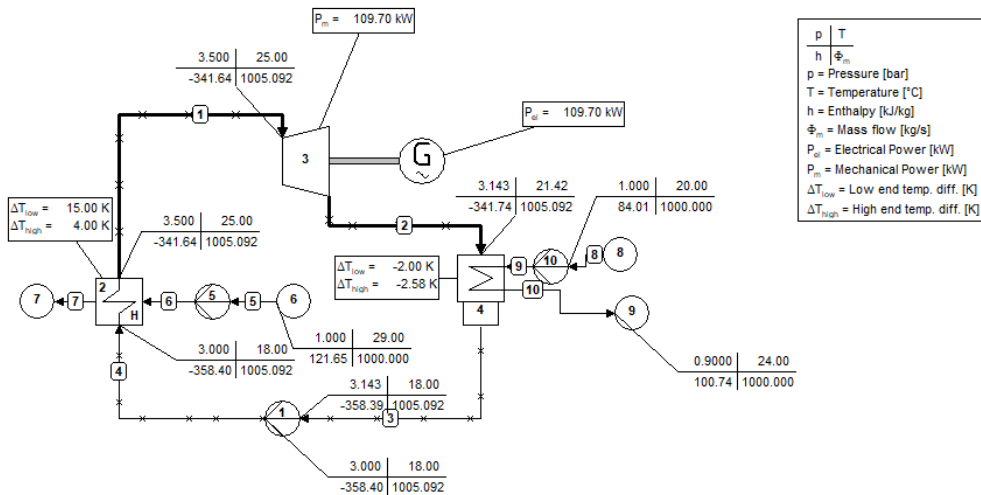 P_m = 109.70 kW
p | T
h | Φ_m
p = Pressure [bar]
T = Temperature [°C]
h = Enthalpy [kJ/kg]
Φ_m = Mass flow [kg/s]
P_el = Electrical Power [kW]
P_m = Mechanical Power [kW]
ΔT_low = Low end temp. diff. [K]
ΔT_high = High end temp. diff. [K]
3.500 | 25.00
-341.64 | 1005.092
1
3
G
~
P_el = 109.70 kW
3.143 | 21.42
-341.74 | 1005.092
1.000 | 20.00
84.01 | 1000.000
ΔT_low = 15.00 K
ΔT_high = 4.00 K
3.500 | 25.00
-341.64 | 1005.092
2
ΔT_low = -2.00 K
ΔT_high = -2.58 K
9
10
8
8
10
4
9
2
H
7
7
6
5
5
6
1.000 | 29.00
121.65 | 1000.000
3.000 | 18.00
-358.40 | 1005.092
4
0.9000 | 24.00
100.74 | 1000.000
3.143 | 18.00
-358.39 | 1005.092
1
3
3.000 | 18.00
-358.40 | 1005.092